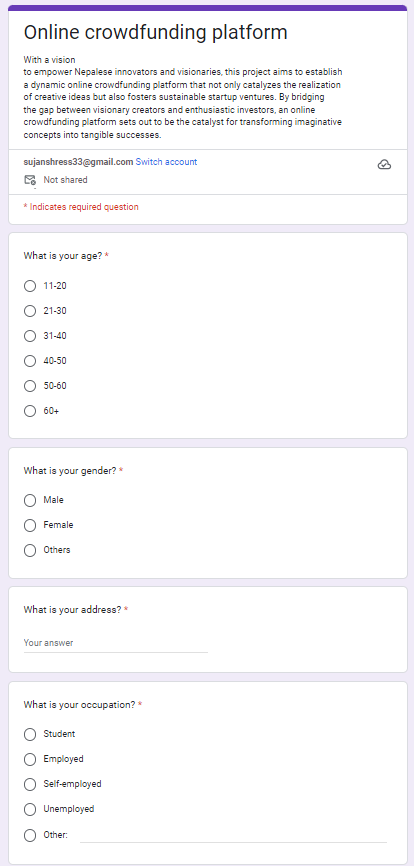 Online crowdfunding platform
With a vision
to empower Nepalese innovators and visionaries, this project aims to establish
a dynamic online crowdfunding platform that not only catalyzes the realization
of creative ideas but also fosters sustainable startup ventures. By bridging
the gap between visionary creators and enthusiastic investors, an online
crowdfunding platform sets out to be the catalyst for transforming imaginative
concepts into tangible successes.
sujanshress33@gmail.com Switch account
Not shared
* Indicates required question
What is your age? *
11-20
21-30
31-40
40-50
50-60
60+
What is your gender? *
Male
Female
Others
What is your address? *
Your answer
What is your occupation? *
Student
Employed
Self-employed
Unemployed
Other: